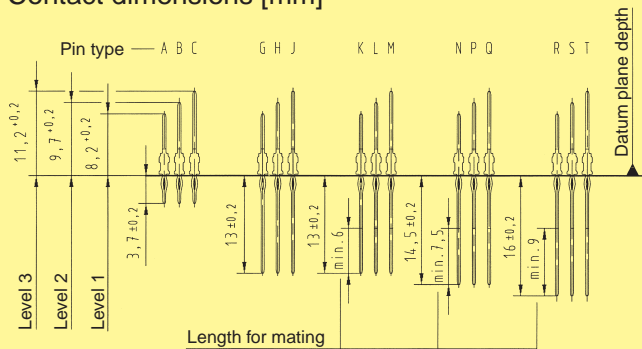 Contact dimensions [mm]
Pin type — A B C G H J K L M N P Q R S T
Datum plane depth
11,2+0,2
9,7+0,2
8,2+0,2
3,7±0,2
13±0,2
13±0,2
min.6
14,5±0,2
min.7,5
16±0,2
min.9
Level 3
Level 2
Level 1
Length for mating